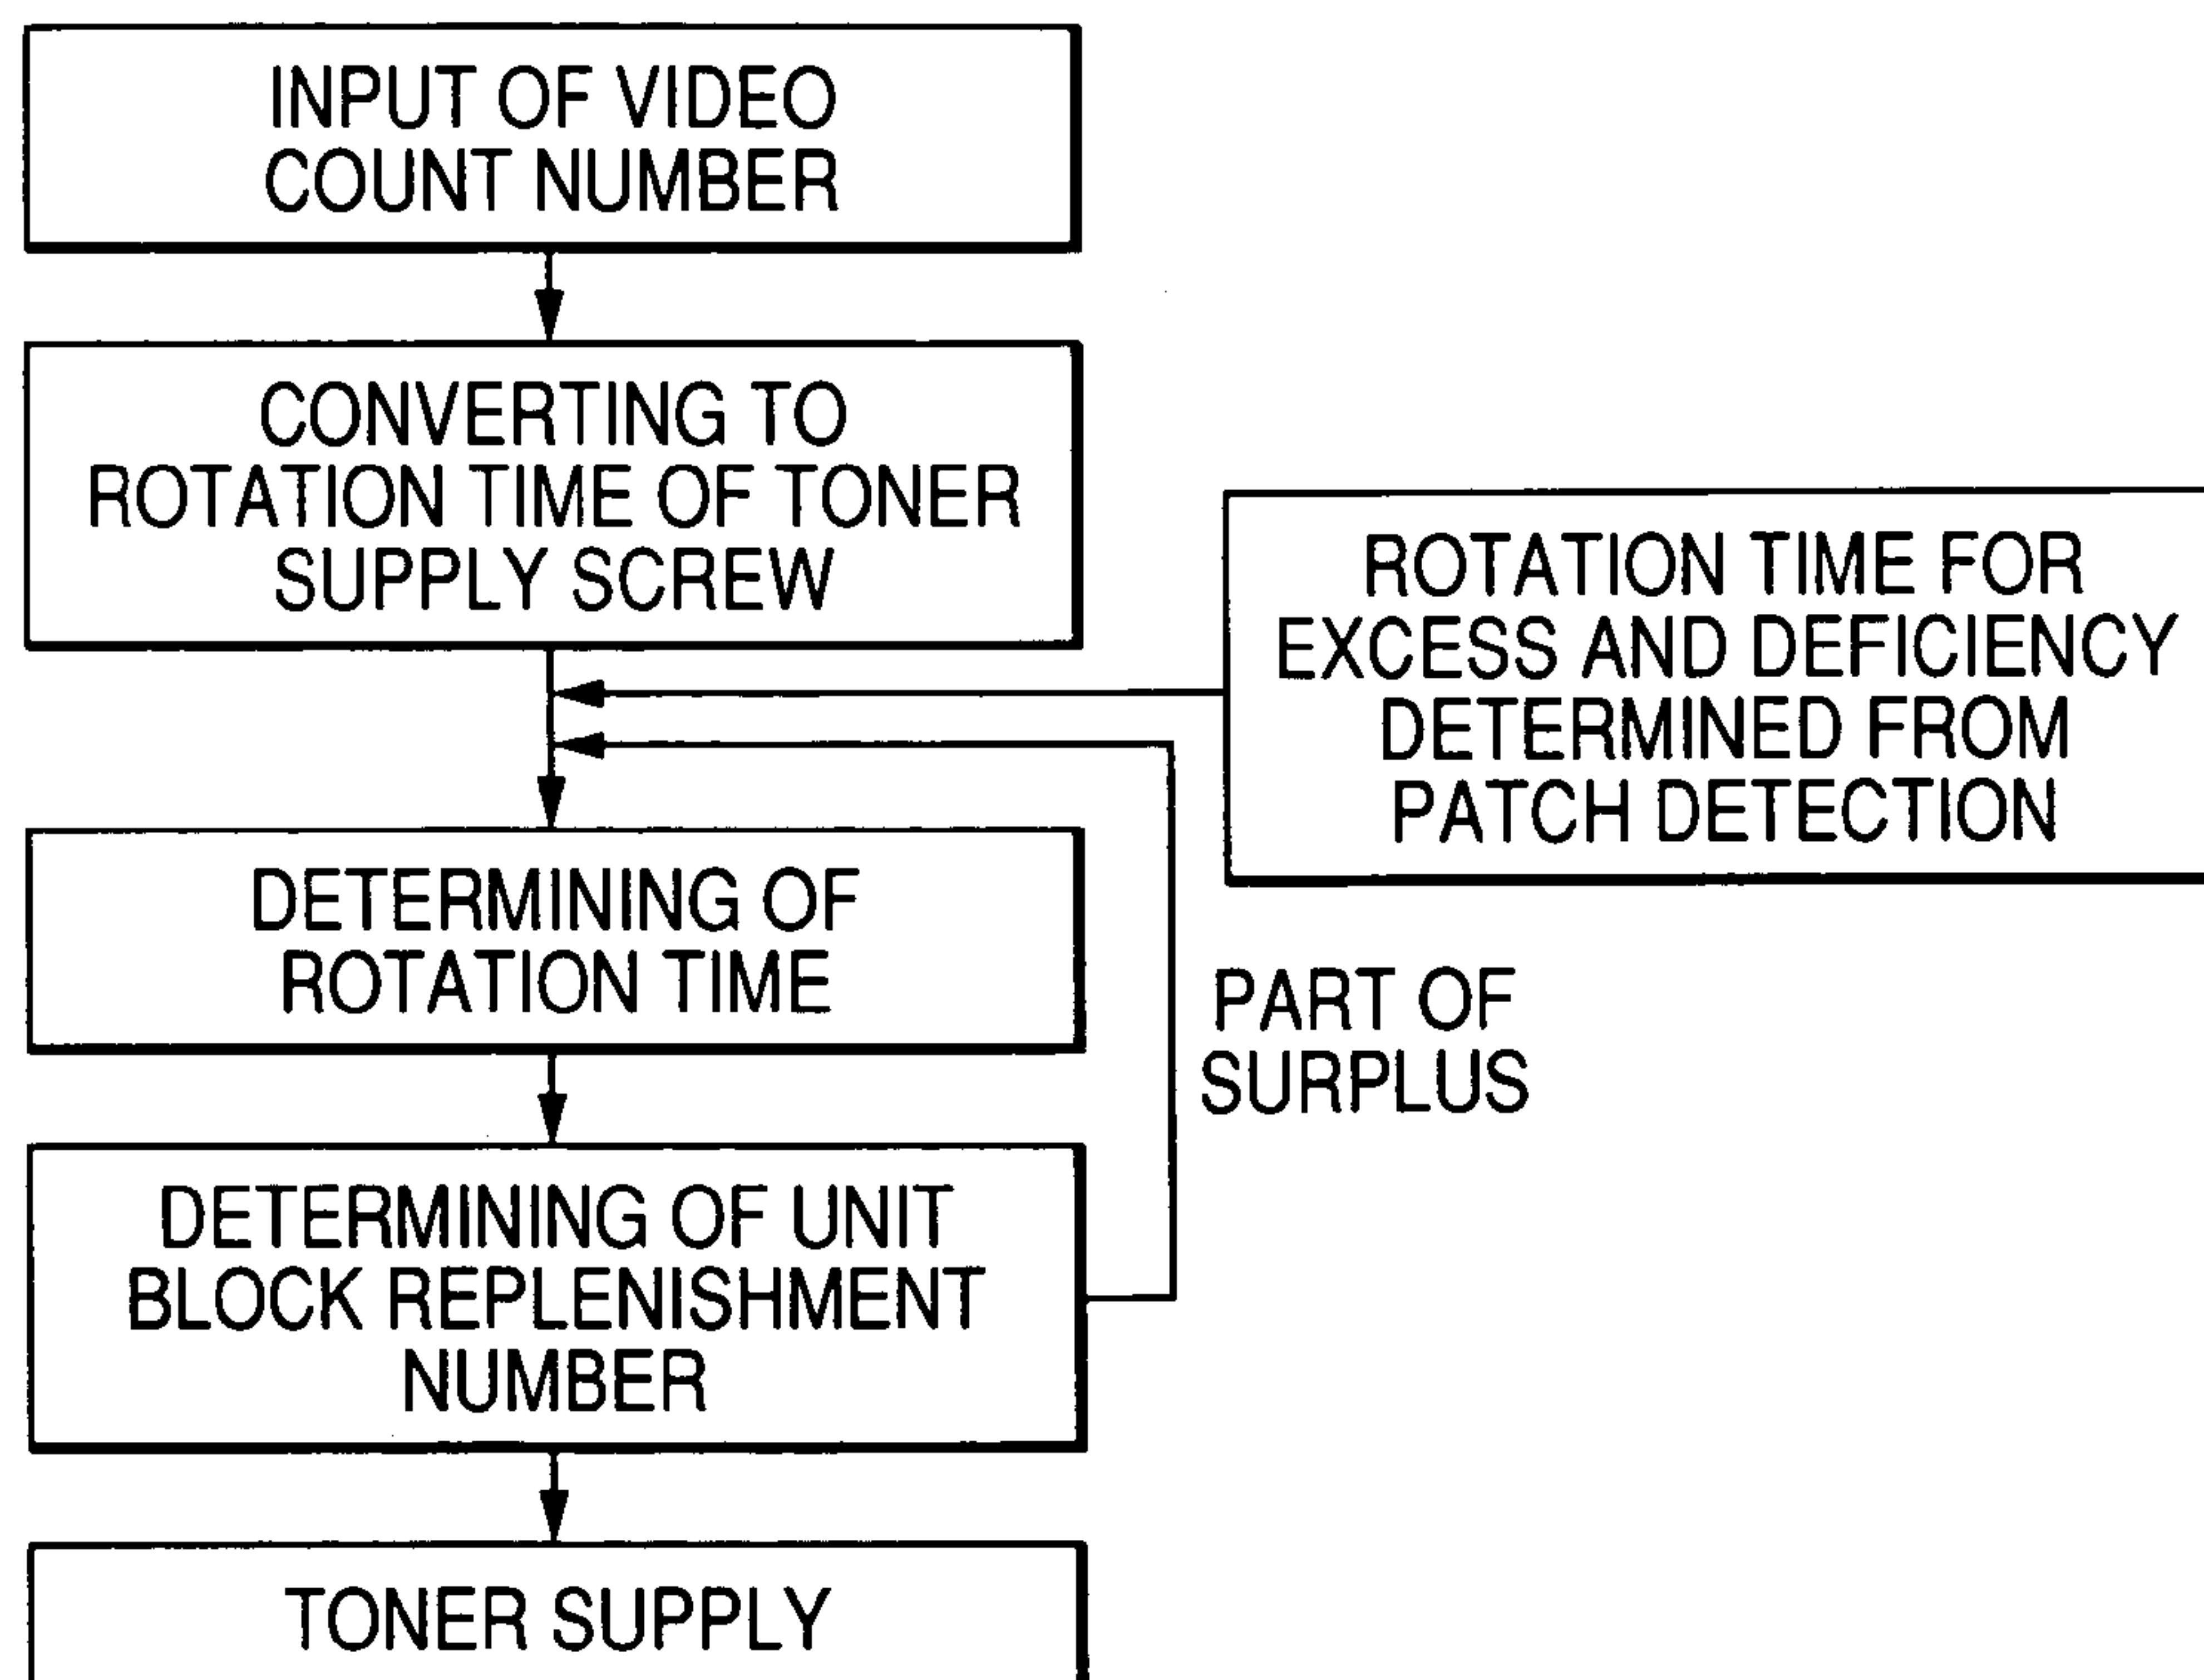 INPUT OF VIDEO
COUNT NUMBER
CONVERTING TO
ROTATION TIME OF TONER
SUPPLY SCREW
ROTATION TIME FOR
EXCESS AND DEFICIENCY
DETERMINED FROM
PATCH DETECTION
DETERMINING OF
ROTATION TIME
PART OF
SURPLUS
DETERMINING OF UNIT
BLOCK REPLENISHMENT
NUMBER
TONER SUPPLY